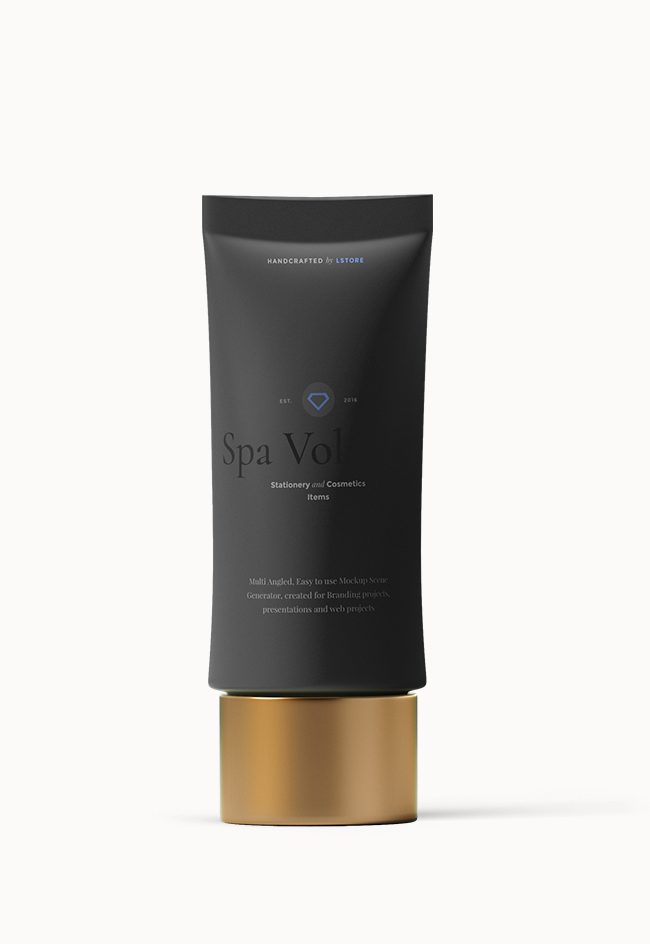 HANDCRAFTED by LSTORE
EST. 2016
Spa Vol
Stationery and Cosmetics
Items
Multi Angled, Easy to use Mockup Scene
Generator, created for Branding projects,
presentations and web projects